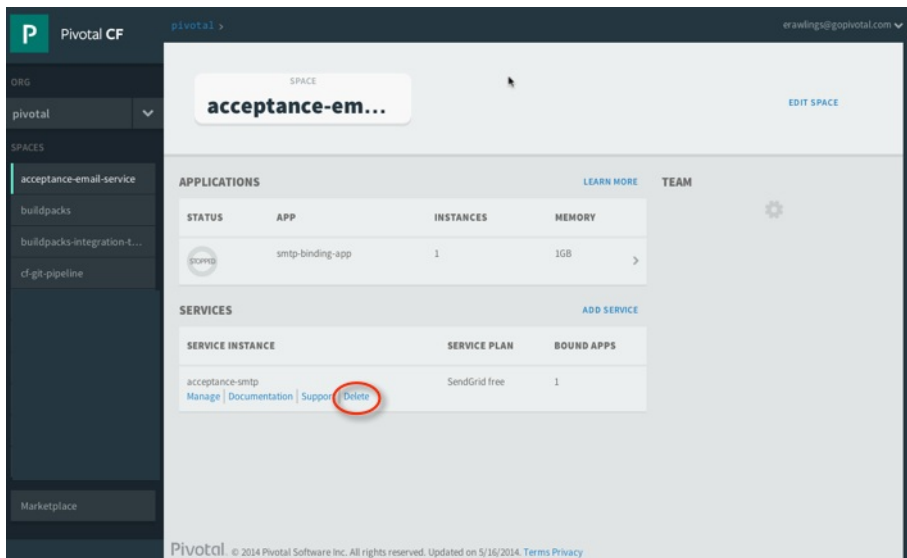 P Pivotal CF
pivotal >
erawlings@gopivotal.com
ORG
pivotal
SPACES
acceptance-email-service
buildpacks
buildpacks-integration-t...
cf-git-pipeline
Marketplace
SPACE
acceptance-em...
EDIT SPACE
APPLICATIONS
LEARN MORE
TEAM
STATUS APP INSTANCES MEMORY
STOPPED smtp-binding-app 1 1GB
SERVICES
ADD SERVICE
SERVICE INSTANCE SERVICE PLAN BOUND APPS
acceptance-smtp SendGrid free 1
Manage | Documentation | Support | Delete
Pivotal. © 2014 Pivotal Software Inc. All rights reserved. Updated on 5/16/2014. Terms Privacy